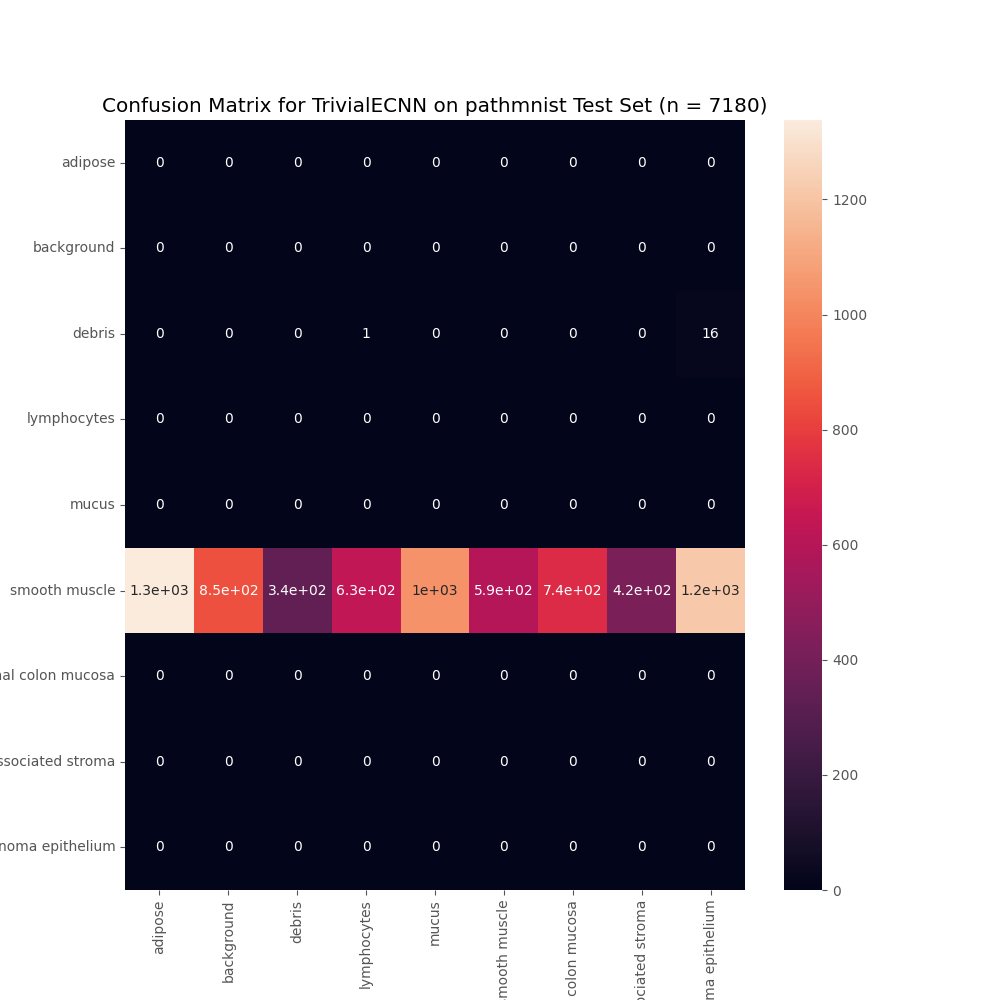 Confusion Matrix for TrivialECNN on pathmnist Test Set (n = 7180)
adipose 0 0 0 0 0 0 0 0 0
background 0 0 0 0 0 0 0 0 0
debris 0 0 0 1 0 0 0 0 16
lymphocytes 0 0 0 0 0 0 0 0 0
mucus 0 0 0 0 0 0 0 0 0
smooth muscle 1.3e+03 8.5e+02 3.4e+02 6.3e+02 1e+03 5.9e+02 7.4e+02 4.2e+02 1.2e+03
al colon mucosa 0 0 0 0 0 0 0 0 0
ssociated stroma 0 0 0 0 0 0 0 0 0
noma epithelium 0 0 0 0 0 0 0 0 0
adipose
background
debris
lymphocytes
mucus
mooth muscle
colon mucosa
ciated stroma
ma epithelium
1200
1000
800
600
400
200
0